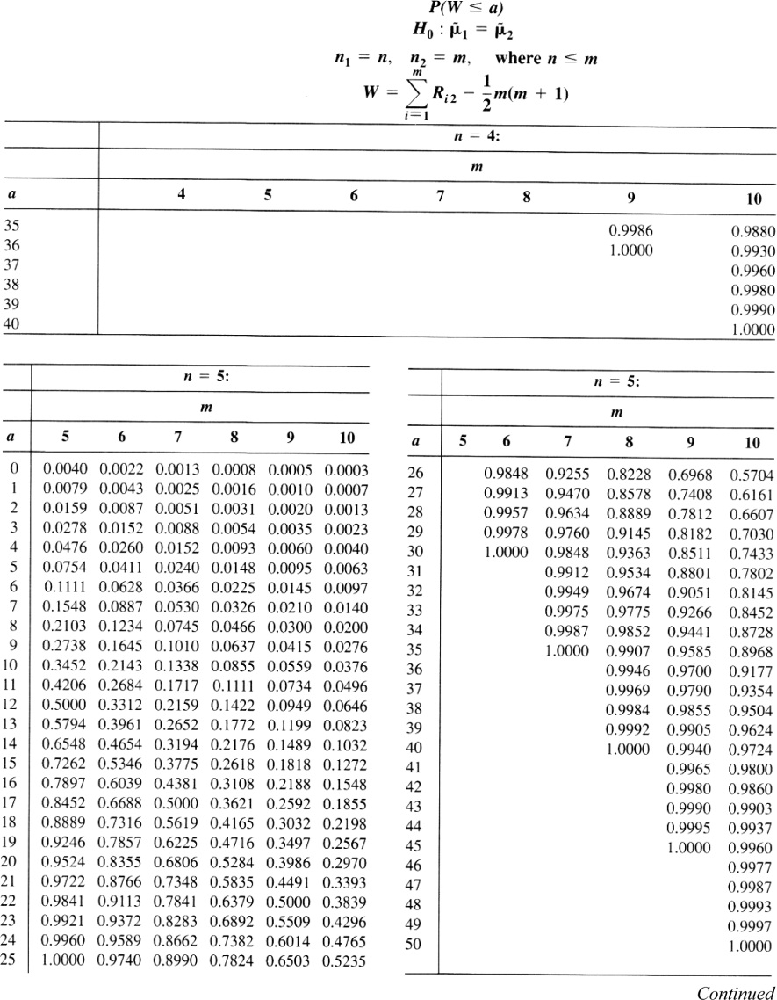 P(W ≤ a)
H₀ : μ̃₁ = μ̃₂
n₁ = n, n₂ = m, where n ≤ m
W = ∑ᵢ₌₁ᵐ Rᵢ₂ − 1/2 m(m + 1)
n = 4:
m
a 4 5 6 7 8 9 10
35 0.9986 0.9880
36 1.0000 0.9930
37 0.9960
38 0.9980
39 0.9990
40 1.0000
n = 5:
m
a 5 6 7 8 9 10
0 0.0040 0.0022 0.0013 0.0008 0.0005 0.0003
1 0.0079 0.0043 0.0025 0.0016 0.0010 0.0007
2 0.0159 0.0087 0.0051 0.0031 0.0020 0.0013
3 0.0278 0.0152 0.0088 0.0054 0.0035 0.0023
4 0.0476 0.0260 0.0152 0.0093 0.0060 0.0040
5 0.0754 0.0411 0.0240 0.0148 0.0095 0.0063
6 0.1111 0.0628 0.0366 0.0225 0.0145 0.0097
7 0.1548 0.0887 0.0530 0.0326 0.0210 0.0140
8 0.2103 0.1234 0.0745 0.0466 0.0300 0.0200
9 0.2738 0.1645 0.1010 0.0637 0.0415 0.0276
10 0.3452 0.2143 0.1338 0.0855 0.0559 0.0376
11 0.4206 0.2684 0.1717 0.1111 0.0734 0.0496
12 0.5000 0.3312 0.2159 0.1422 0.0949 0.0646
13 0.5794 0.3961 0.2652 0.1772 0.1199 0.0823
14 0.6548 0.4654 0.3194 0.2176 0.1489 0.1032
15 0.7262 0.5346 0.3775 0.2618 0.1818 0.1272
16 0.7897 0.6039 0.4381 0.3108 0.2188 0.1548
17 0.8452 0.6688 0.5000 0.3621 0.2592 0.1855
18 0.8889 0.7316 0.5619 0.4165 0.3032 0.2198
19 0.9246 0.7857 0.6225 0.4716 0.3497 0.2567
20 0.9524 0.8355 0.6806 0.5284 0.3986 0.2970
21 0.9722 0.8766 0.7348 0.5835 0.4491 0.3393
22 0.9841 0.9113 0.7841 0.6379 0.5000 0.3839
23 0.9921 0.9372 0.8283 0.6892 0.5509 0.4296
24 0.9960 0.9589 0.8662 0.7382 0.6014 0.4765
25 1.0000 0.9740 0.8990 0.7824 0.6503 0.5235
n = 5:
m
a 5 6 7 8 9 10
26 0.9848 0.9255 0.8228 0.6968 0.5704
27 0.9913 0.9470 0.8578 0.7408 0.6161
28 0.9957 0.9634 0.8889 0.7812 0.6607
29 0.9978 0.9760 0.9145 0.8182 0.7030
30 1.0000 0.9848 0.9363 0.8511 0.7433
31 0.9912 0.9534 0.8801 0.7802
32 0.9949 0.9674 0.9051 0.8145
33 0.9975 0.9775 0.9266 0.8452
34 0.9987 0.9852 0.9441 0.8728
35 1.0000 0.9907 0.9585 0.8968
36 0.9946 0.9700 0.9177
37 0.9969 0.9790 0.9354
38 0.9984 0.9855 0.9504
39 0.9992 0.9905 0.9624
40 1.0000 0.9940 0.9724
41 0.9965 0.9800
42 0.9980 0.9860
43 0.9990 0.9903
44 0.9995 0.9937
45 1.0000 0.9960
46 0.9977
47 0.9987
48 0.9993
49 0.9997
50 1.0000
Continued